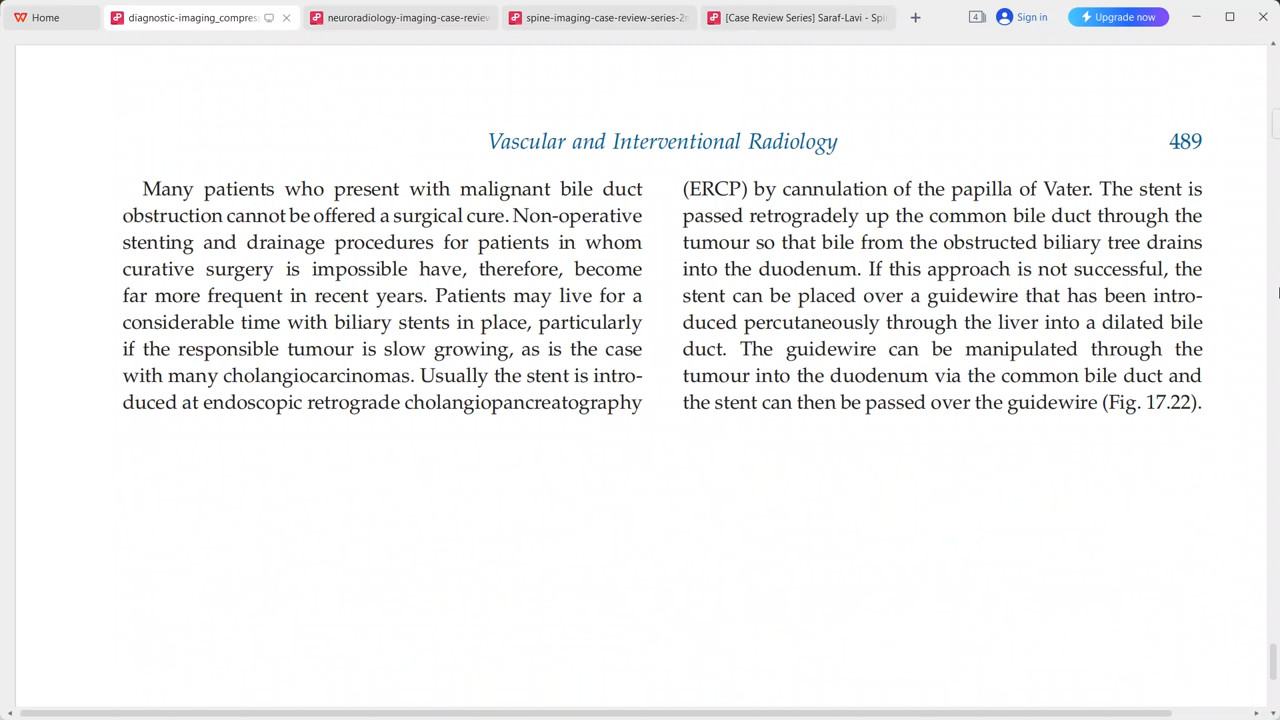 Home
diagnostic-imaging_compres
neuroradiology-imaging-case-review
spine-imaging-case-review-series-2
[Case Review Series] Saraf-Lavi - Spi
4
Sign in
Upgrade now
Vascular and Interventional Radiology
489
Many patients who present with malignant bile duct
obstruction cannot be offered a surgical cure. Non-operative
stenting and drainage procedures for patients in whom
curative surgery is impossible have, therefore, become
far more frequent in recent years. Patients may live for a
considerable time with biliary stents in place, particularly
if the responsible tumour is slow growing, as is the case
with many cholangiocarcinomas. Usually the stent is intro-
duced at endoscopic retrograde cholangiopancreatography
(ERCP) by cannulation of the papilla of Vater. The stent is
passed retrogradely up the common bile duct through the
tumour so that bile from the obstructed biliary tree drains
into the duodenum. If this approach is not successful, the
stent can be placed over a guidewire that has been intro-
duced percutaneously through the liver into a dilated bile
duct. The guidewire can be manipulated through the
tumour into the duodenum via the common bile duct and
the stent can then be passed over the guidewire (Fig. 17.22).